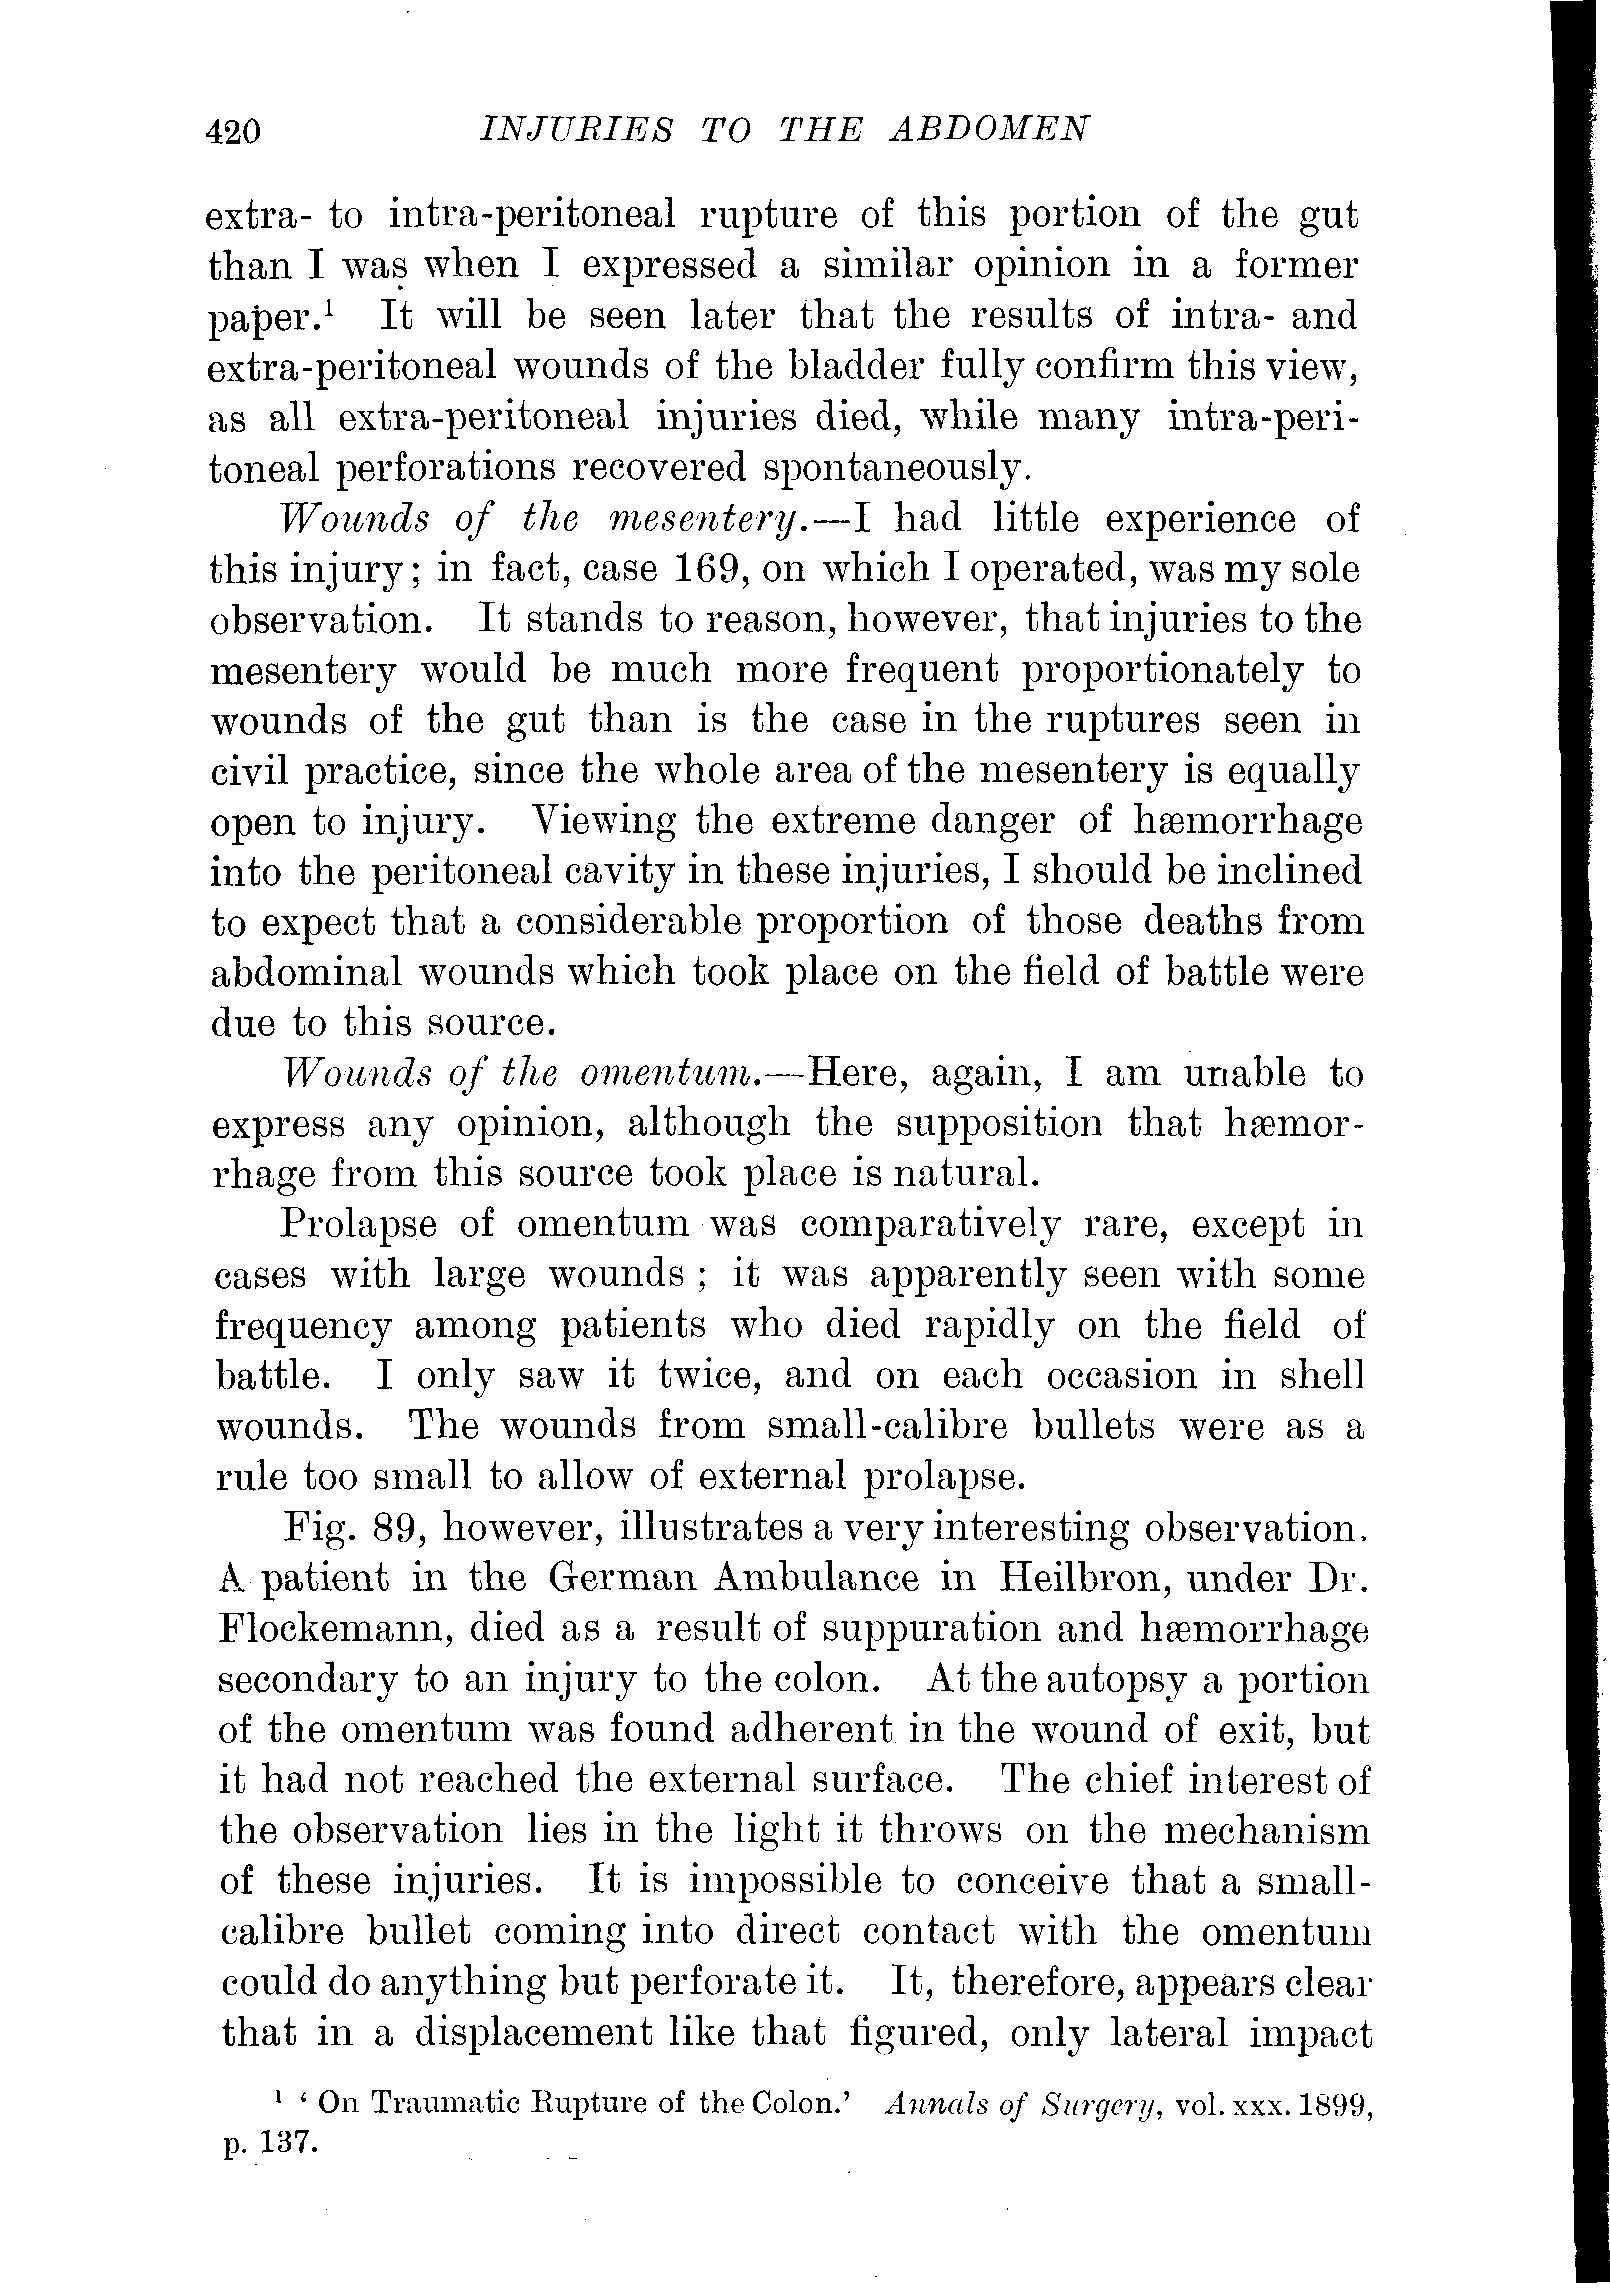 420 INJURIES TO THE ABDOMEN
extra- to intra-peritoneal rupture of this portion of the gut
than I was when I expressed a similar opinion in a former
paper.¹ It will be seen later that the results of intra- and
extra-peritoneal wounds of the bladder fully confirm this view,
as all extra-peritoneal injuries died, while many intra-peri-
toneal perforations recovered spontaneously.
Wounds of the mesentery.—I had little experience of
this injury; in fact, case 169, on which I operated, was my sole
observation. It stands to reason, however, that injuries to the
mesentery would be much more frequent proportionately to
wounds of the gut than is the case in the ruptures seen in
civil practice, since the whole area of the mesentery is equally
open to injury. Viewing the extreme danger of hæmorrhage
into the peritoneal cavity in these injuries, I should be inclined
to expect that a considerable proportion of those deaths from
abdominal wounds which took place on the field of battle were
due to this source.
Wounds of the omentum.—Here, again, I am unable to
express any opinion, although the supposition that hæmor-
rhage from this source took place is natural.
Prolapse of omentum was comparatively rare, except in
cases with large wounds ; it was apparently seen with some
frequency among patients who died rapidly on the field of
battle. I only saw it twice, and on each occasion in shell
wounds. The wounds from small-calibre bullets were as a
rule too small to allow of external prolapse.
Fig. 89, however, illustrates a very interesting observation.
A patient in the German Ambulance in Heilbron, under Dr.
Flockemann, died as a result of suppuration and hæmorrhage
secondary to an injury to the colon. At the autopsy a portion
of the omentum was found adherent in the wound of exit, but
it had not reached the external surface. The chief interest of
the observation lies in the light it throws on the mechanism
of these injuries. It is impossible to conceive that a small-
calibre bullet coming into direct contact with the omentum
could do anything but perforate it. It, therefore, appears clear
that in a displacement like that figured, only lateral impact
¹ ‘ On Traumatic Rupture of the Colon.’ Annals of Surgery, vol. xxx. 1899,
p. 137.